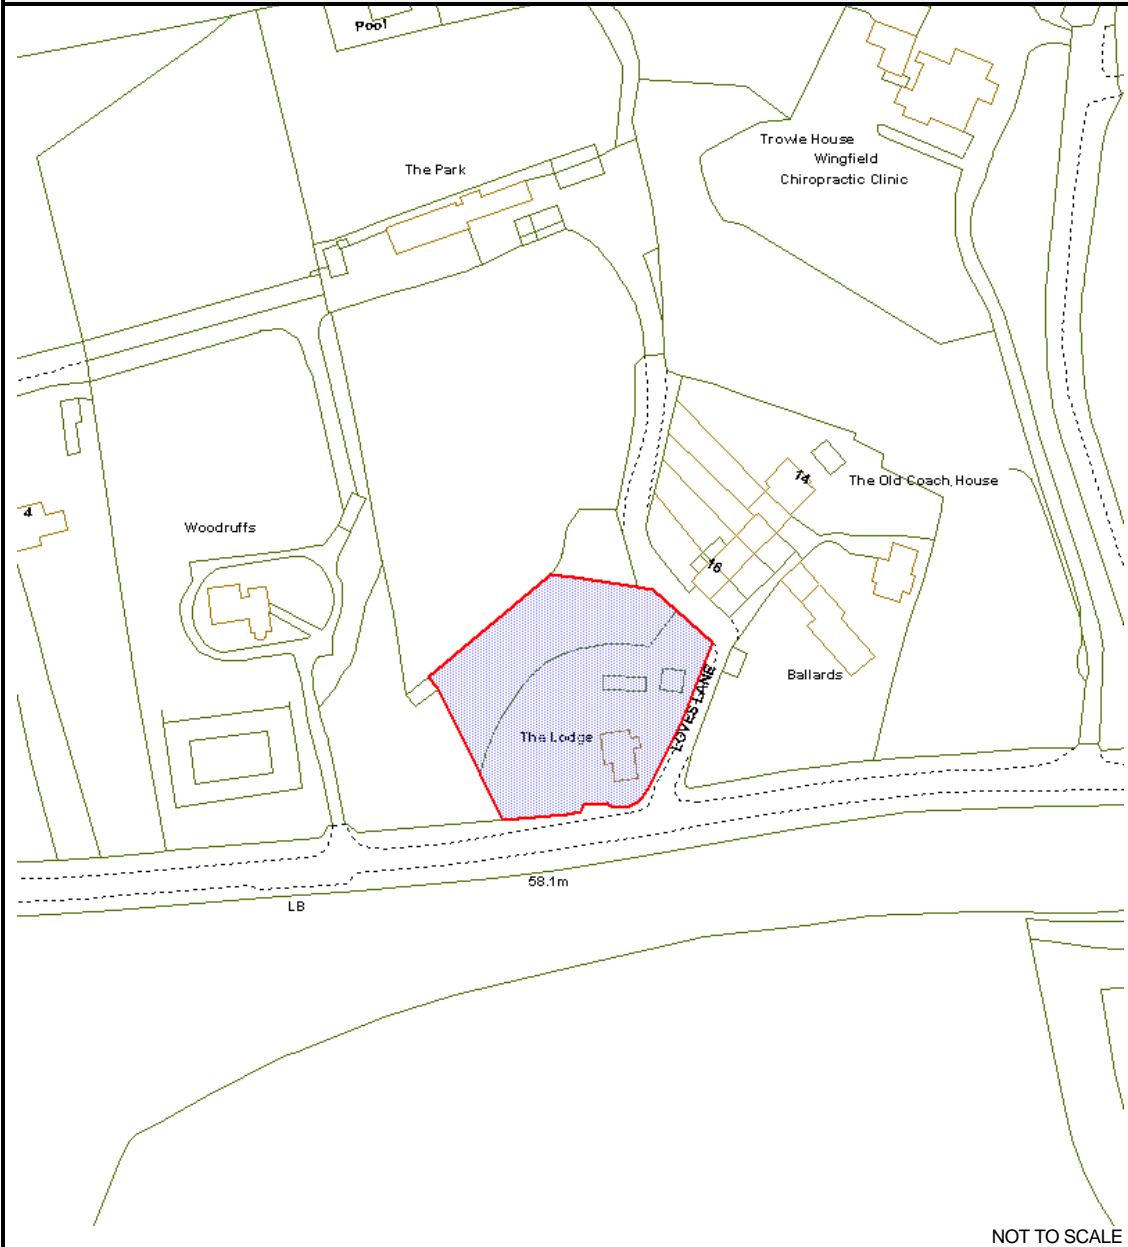 Pool
Trowle House
Wingfield
Chiropractic Clinic
The Park
14
The Old Coach House
4
Woodruffs
16
Ballards
LOVES LANE
The Lodge
58.1m
LB
NOT TO SCALE